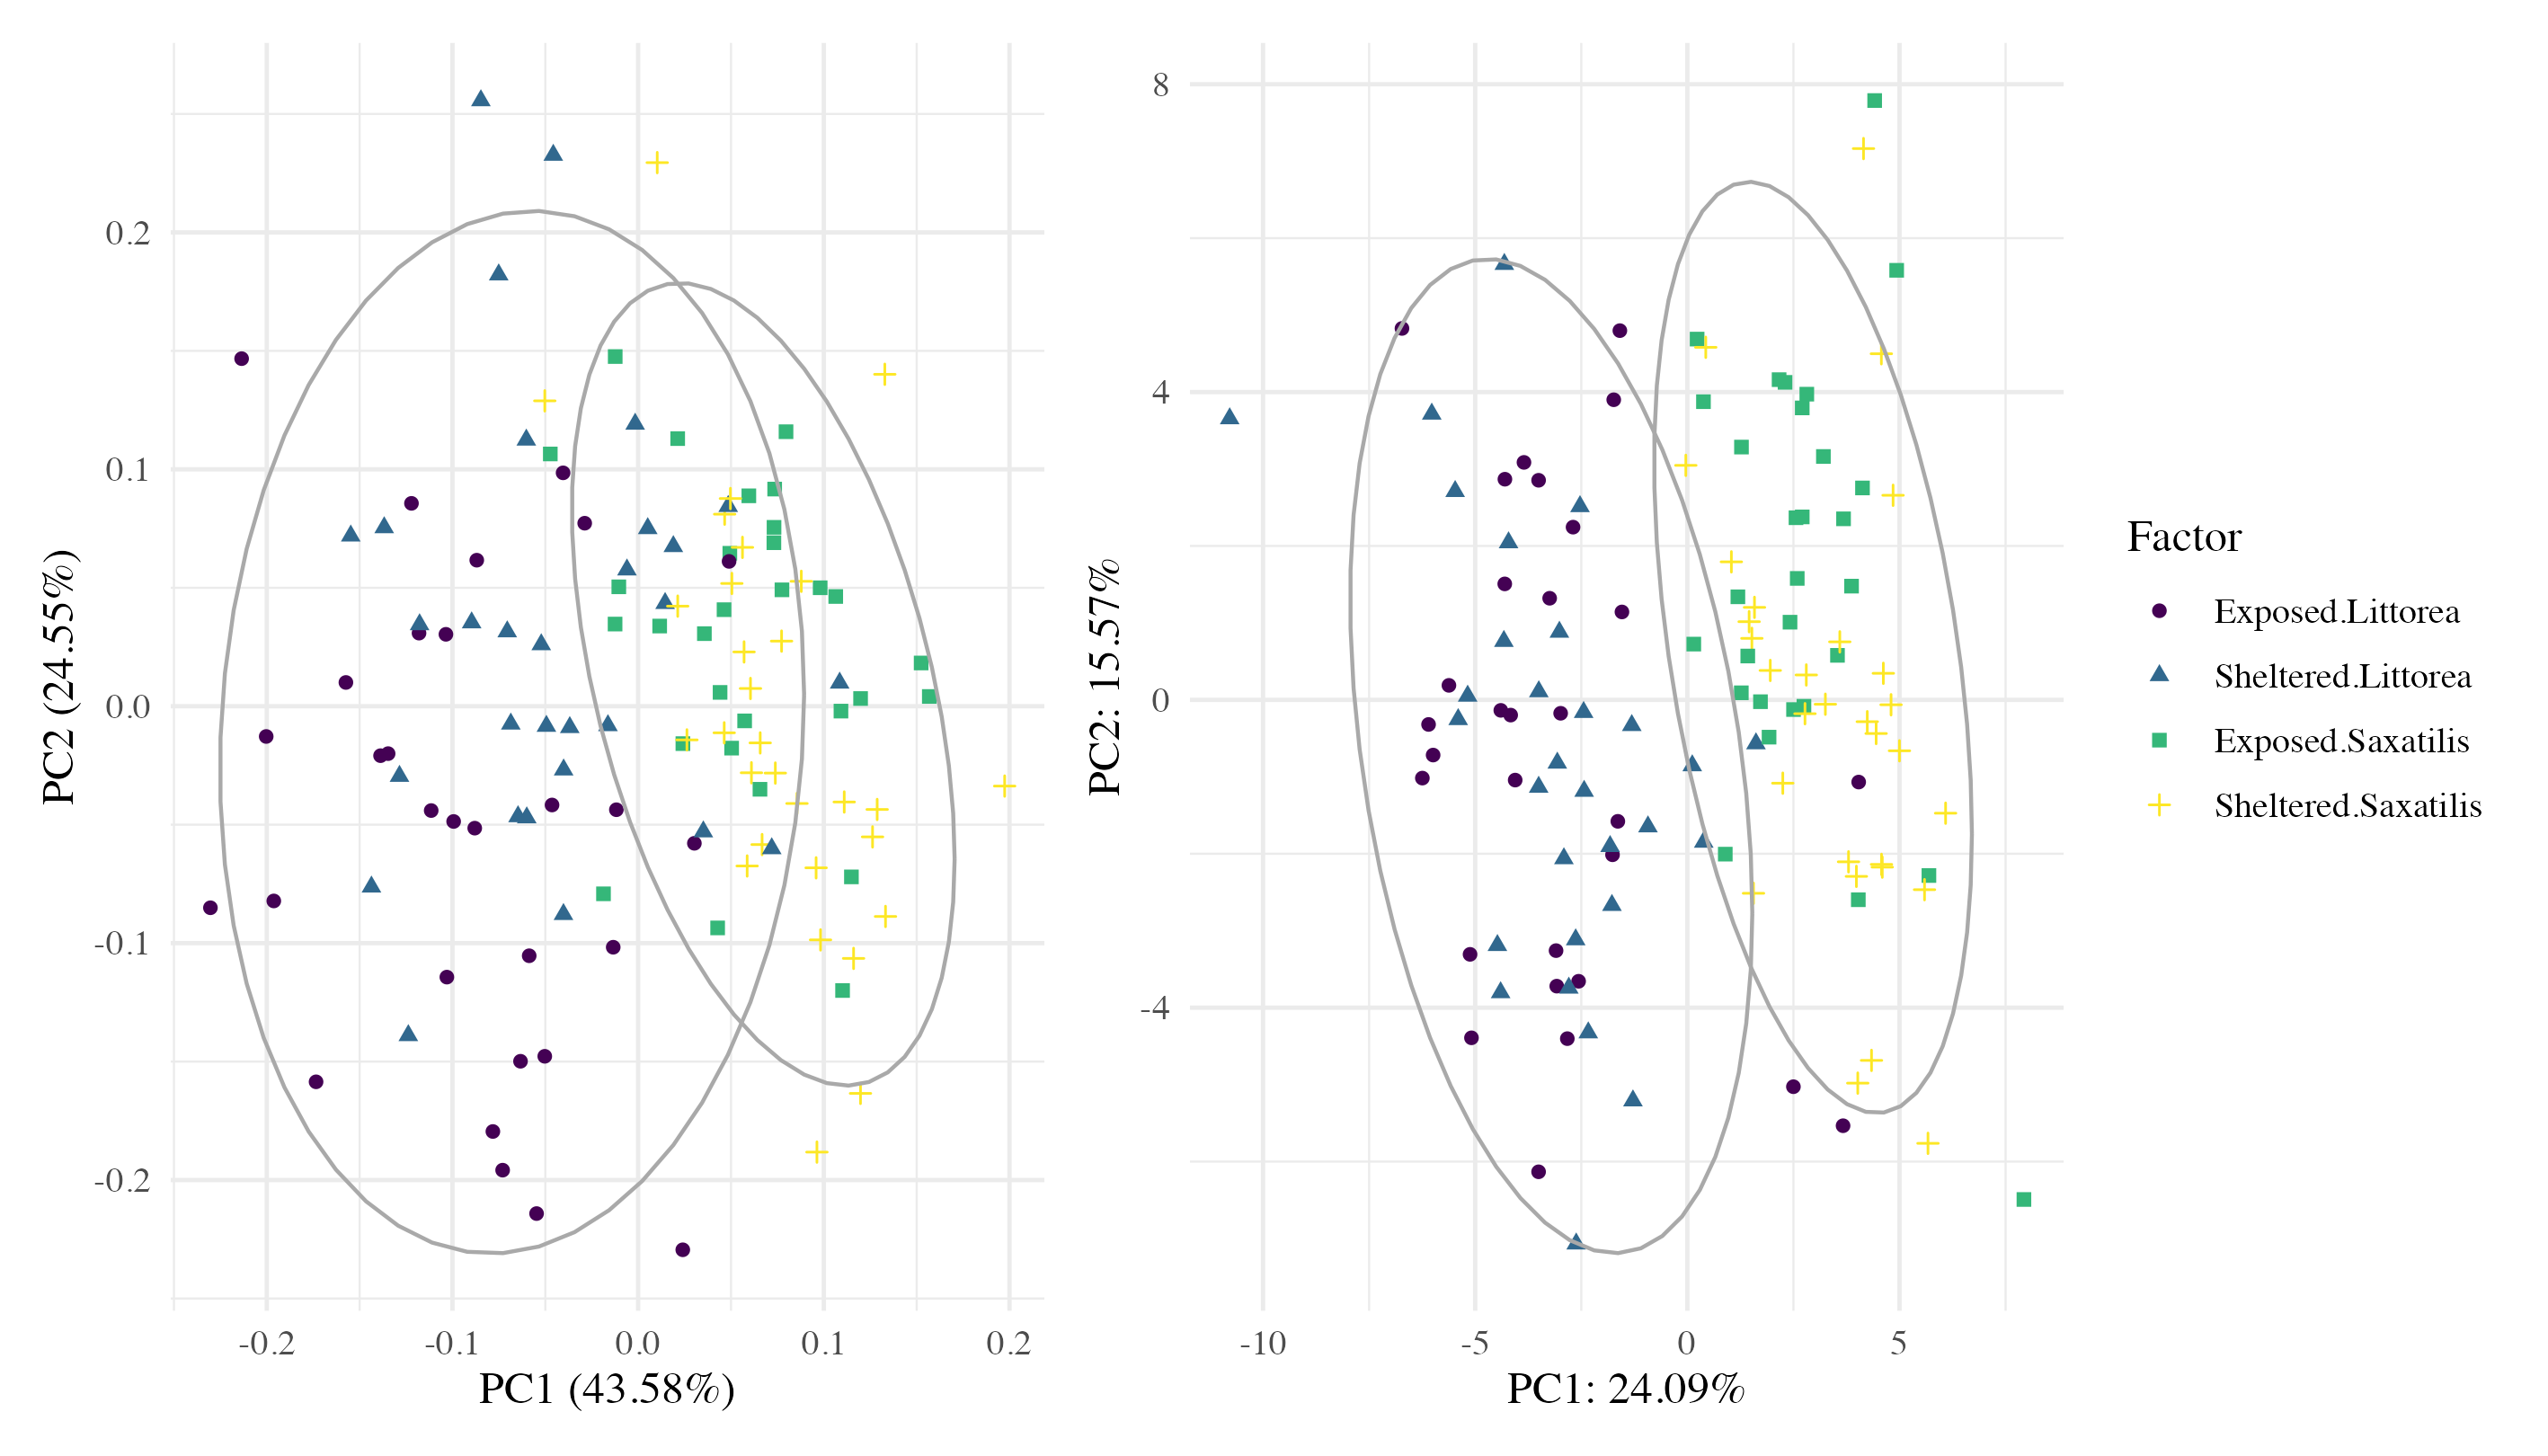 PC2 (24.55%)
0.2
0.1
0.0
-0.1
-0.2
-0.2
-0.1
0.0
0.1
0.2
PC1 (43.58%)
PC2: 15.57%
8
4
0
-4
-10
-5
0
5
PC1: 24.09%
Factor
Exposed.Littorea
Sheltered.Littorea
Exposed.Saxatilis
Sheltered.Saxatilis